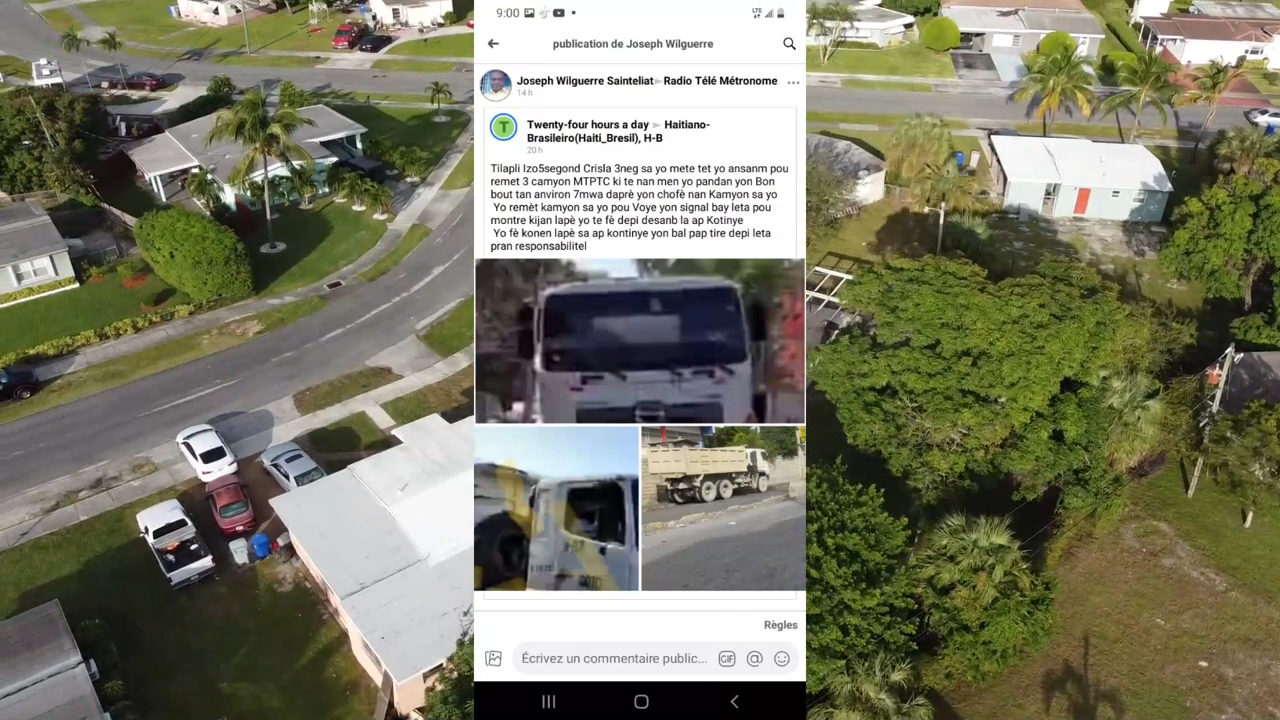 9:00
LTE
publication de Joseph Wilguerre
Joseph Wilguerre Sainteliat ▸ Radio Télé Métronome
14 h
T
Twenty-four hours a day ▸ Haitiano-
Brasileiro(Haiti_Bresil), H-B
20 h
Tilapli Izo5segond Crisla 3neg sa yo mete tet yo ansanm pou
remet 3 camyon MTPTC ki te nan men yo pandan yon Bon
bout tan anviron 7mwa daprè yon chofè nan Kamyon sa yo
Yo remèt kamyon sa yo pou Voye yon signal bay leta pou
montre kijan lapè yo te fè depi desanb la ap Kotinye
Yo fè konen lapè sa ap kontinye yon bal pap tire depi leta
pran responsabilitel
Règles
Écrivez un commentaire public...
GIF